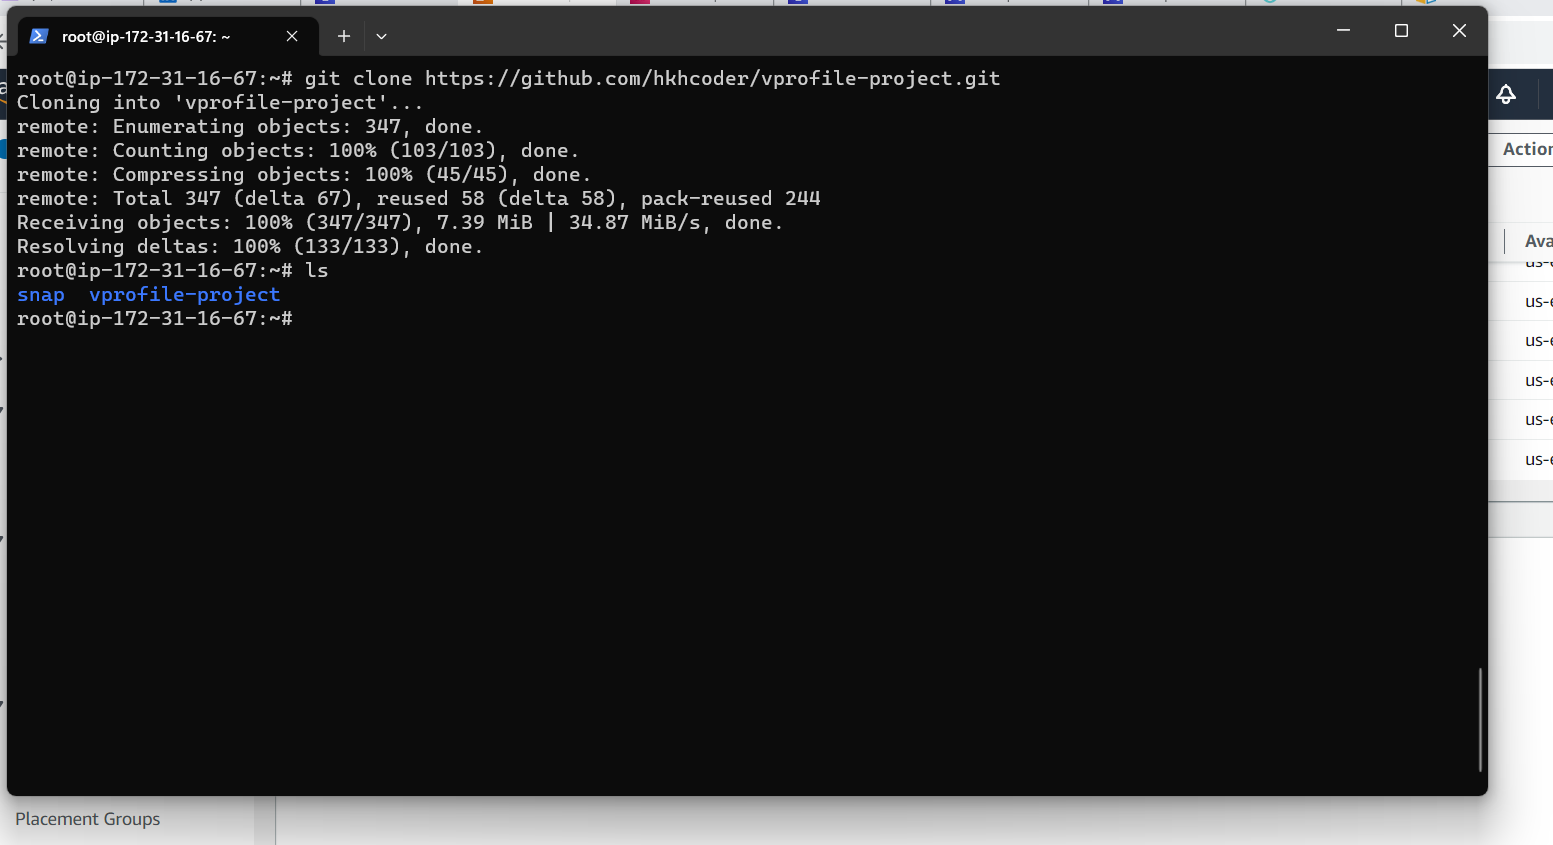 root@ip-172-31-16-67: ~
root@ip-172-31-16-67:~# git clone https://github.com/hkhcoder/vprofile-project.git
Cloning into 'vprofile-project'...
remote: Enumerating objects: 347, done.
remote: Counting objects: 100% (103/103), done.
remote: Compressing objects: 100% (45/45), done.
remote: Total 347 (delta 67), reused 58 (delta 58), pack-reused 244
Receiving objects: 100% (347/347), 7.39 MiB | 34.87 MiB/s, done.
Resolving deltas: 100% (133/133), done.
root@ip-172-31-16-67:~# ls
snap  vprofile-project
root@ip-172-31-16-67:~#
Action
Ava
us-e
us-e
us-e
us-e
us-e
us-e
Placement Groups